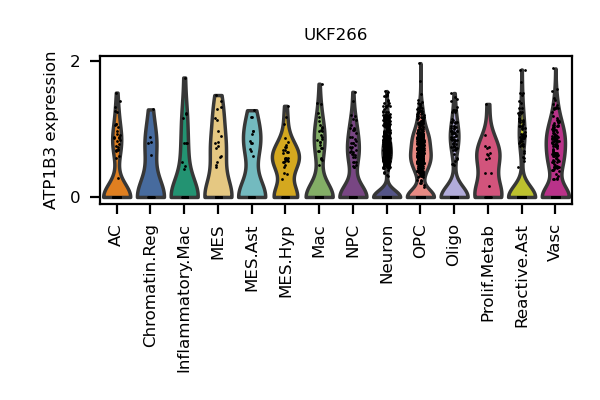 UKF266
ATP1B3 expression
2
0
AC
Chromatin.Reg
Inflammatory.Mac
MES
MES.Ast
MES.Hyp
Mac
NPC
Neuron
OPC
Oligo
Prolif.Metab
Reactive.Ast
Vasc